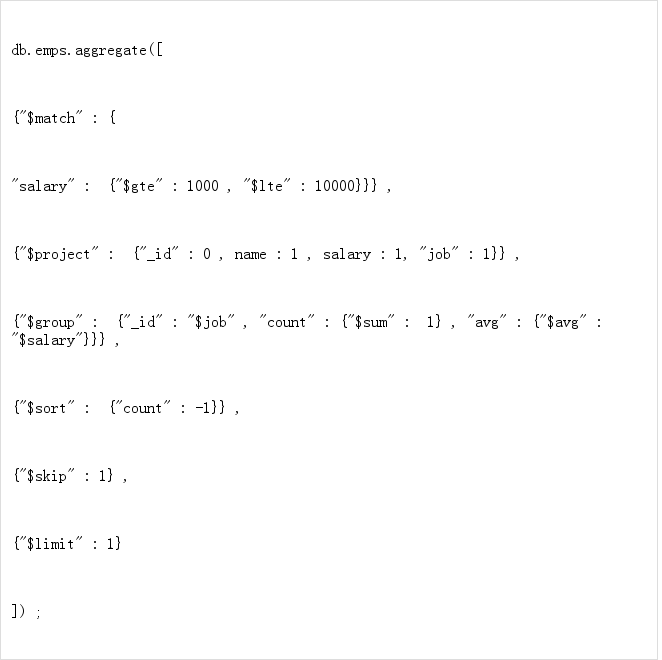 db.emps.aggregate([
{"$match" : {
"salary" :  {"$gte" : 1000 , "$lte" : 10000}}} ,
{"$project" :  {"_id" : 0 , name : 1 , salary : 1, "job" : 1}} ,
{"$group" :  {"_id" : "$job" , "count" : {"$sum" :  1} , "avg" : {"$avg" :
"$salary"}}} ,
{"$sort" :  {"count" : -1}} ,
{"$skip" : 1} ,
{"$limit" : 1}
]) ;